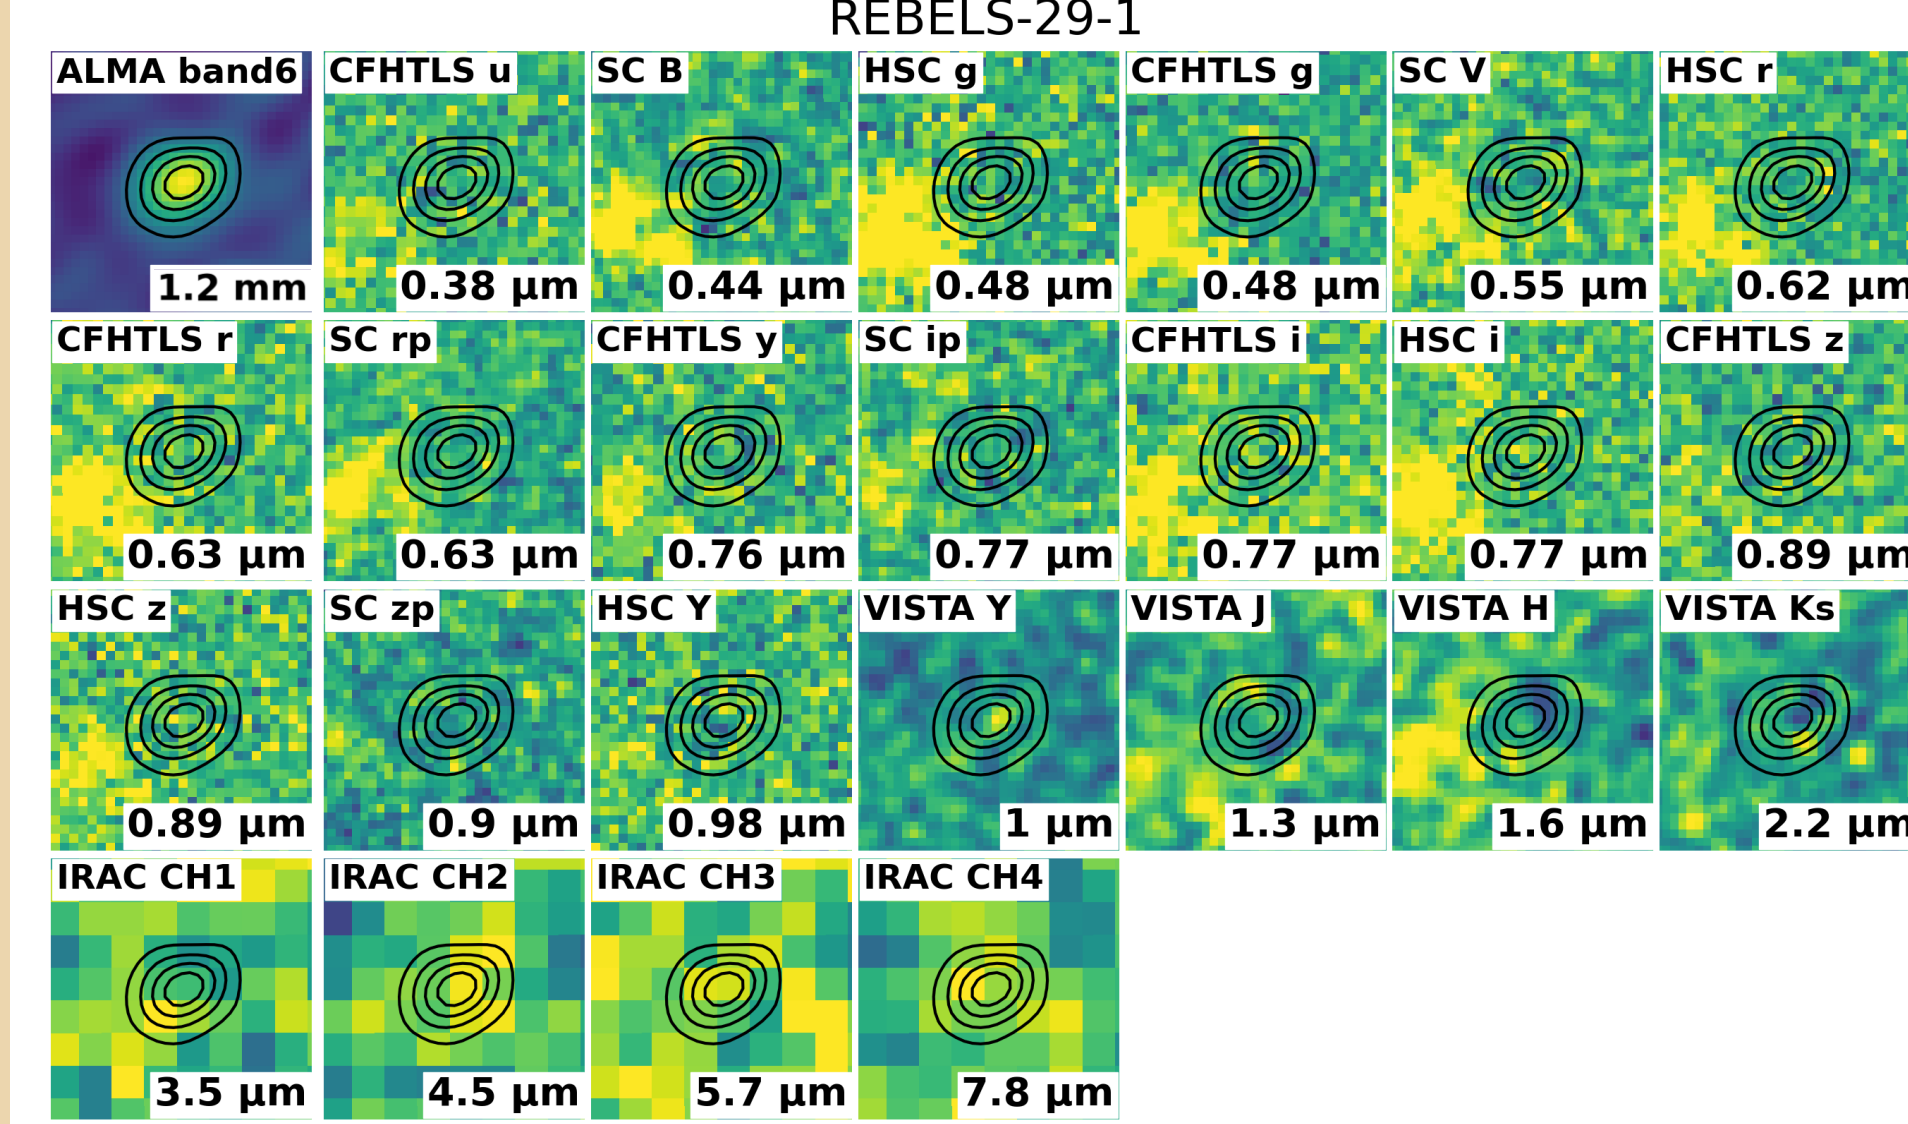 REBELS-29-1
ALMA band6 CFHTLS u SC B HSC g CFHTLS g SC V HSC r
1.2 mm 0.38 μm 0.44 μm 0.48 μm 0.48 μm 0.55 μm 0.62 μm
CFHTLS r SC rp CFHTLS y SC ip CFHTLS i HSC i CFHTLS z
0.63 μm 0.63 μm 0.76 μm 0.77 μm 0.77 μm 0.77 μm 0.89 μm
HSC z SC zp HSC Y VISTA Y VISTA J VISTA H VISTA Ks
0.89 μm 0.9 μm 0.98 μm 1 μm 1.3 μm 1.6 μm 2.2 μm
IRAC CH1 IRAC CH2 IRAC CH3 IRAC CH4
3.5 μm 4.5 μm 5.7 μm 7.8 μm